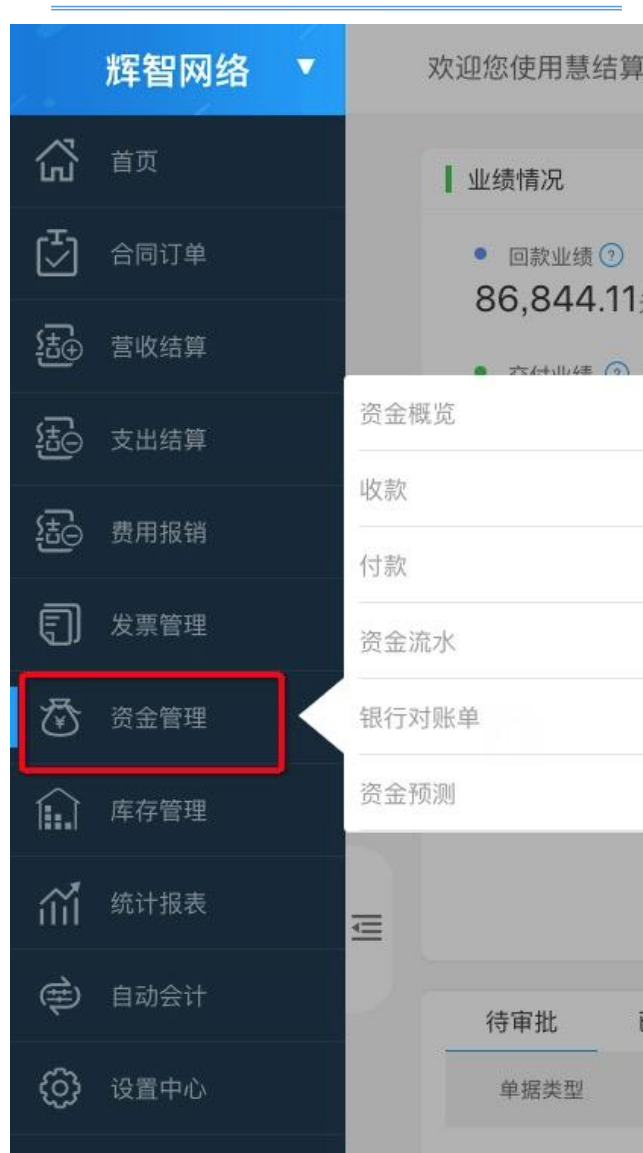 辉智网络 ▼
欢迎您使用慧结算
首页
合同订单
营收结算
支出结算
费用报销
发票管理
资金管理
库存管理
统计报表
自动会计
设置中心
业绩情况
回款业绩
86,844.11
交付业绩
资金概览
收款
付款
资金流水
银行对账单
资金预测
待审批
单据类型